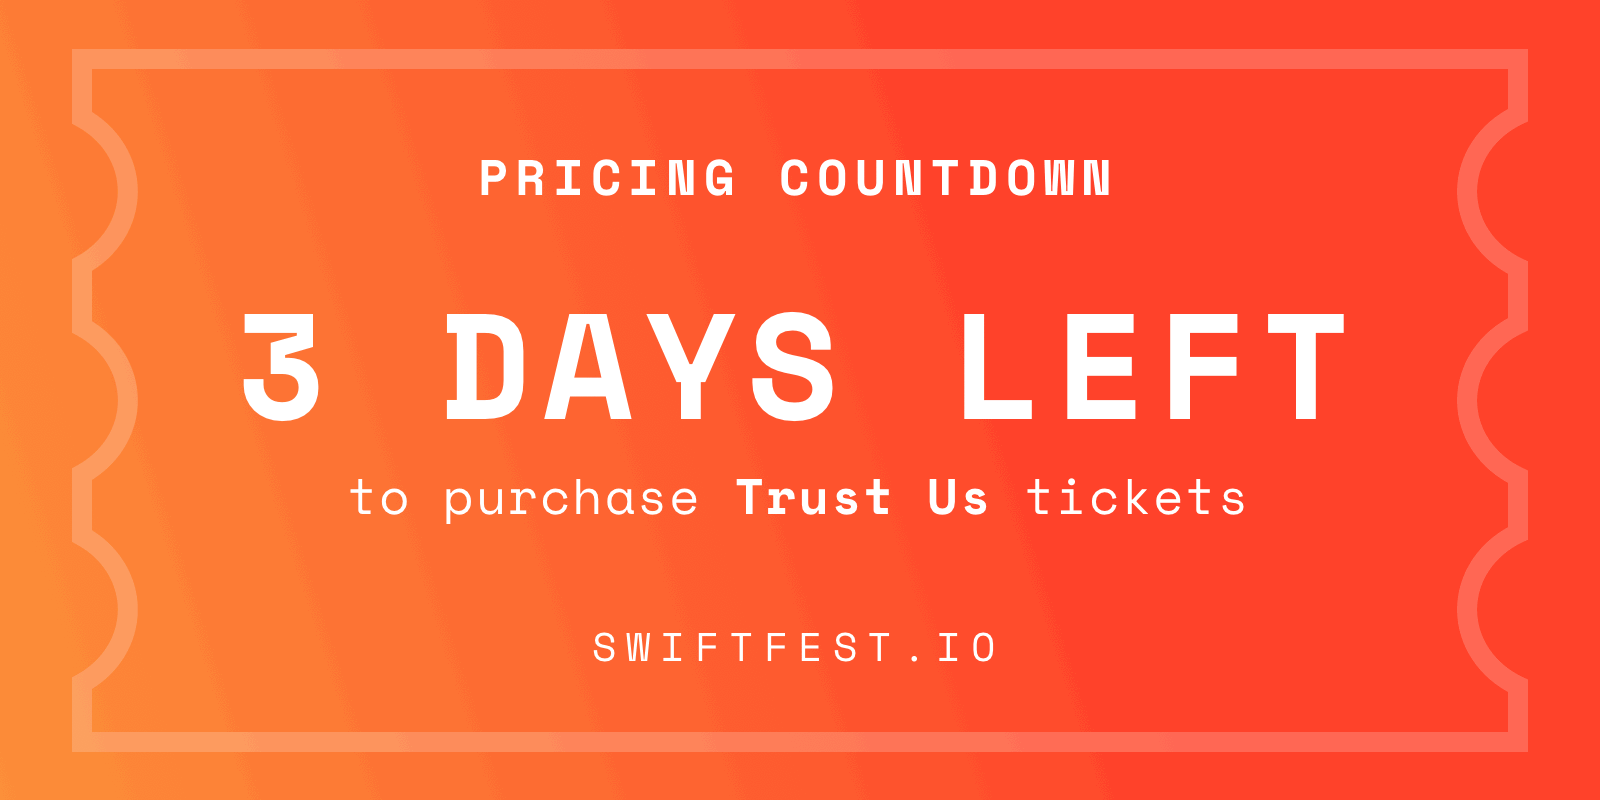 PRICING COUNTDOWN
3 DAYS LEFT
to purchase Trust Us tickets
SWIFTFEST.IO